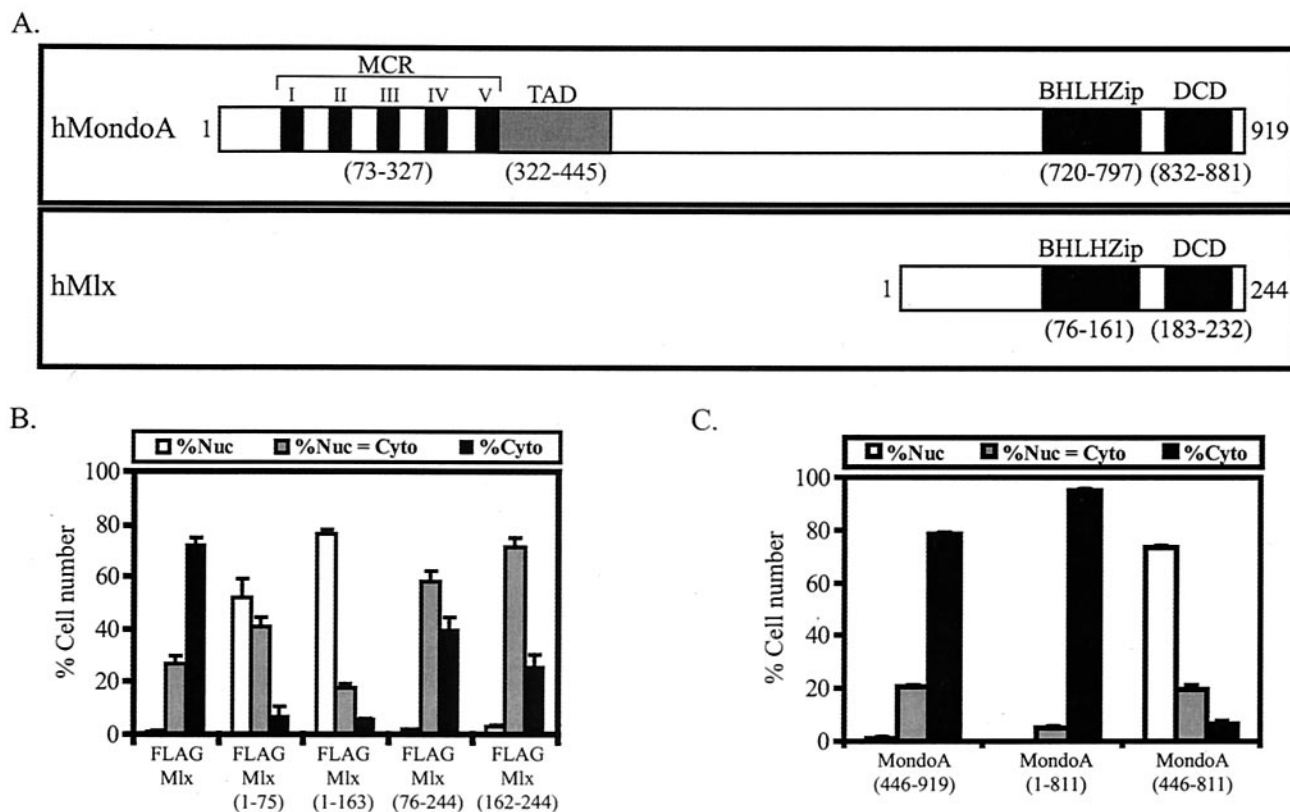 A.
MCR
I II III IV V TAD BHLHZip DCD
hMondoA 1 919
(73-327) (322-445) (720-797) (832-881)
BHLHZip DCD
hMlx 1 244
(76-161) (183-232)
B.
%Nuc %Nuc = Cyto %Cyto
100
80
60
40
20
0
% Cell number
FLAG Mlx
FLAG Mlx (1-75)
FLAG Mlx (1-163)
FLAG Mlx (76-244)
FLAG Mlx (162-244)
C.
%Nuc %Nuc = Cyto %Cyto
100
80
60
40
20
0
% Cell number
MondoA (446-919)
MondoA (1-811)
MondoA (446-811)